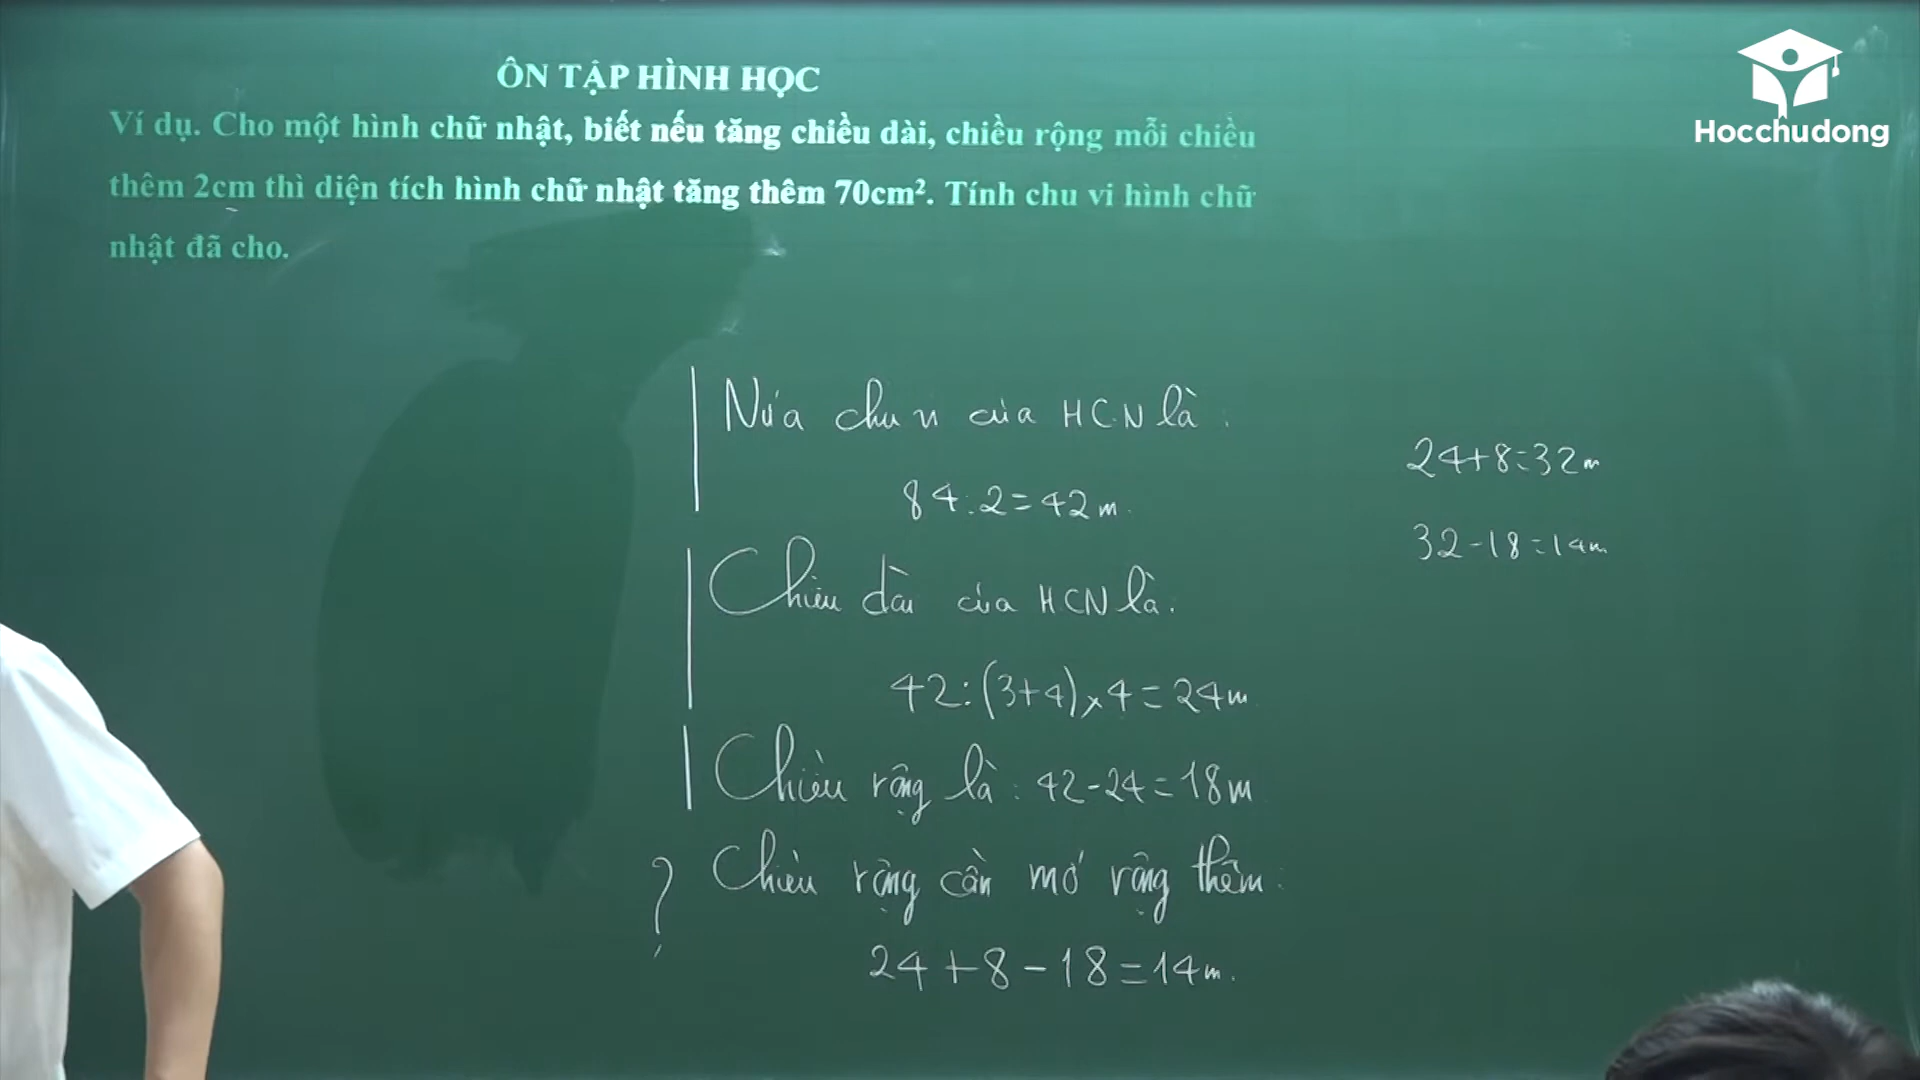 ÔN TẬP HÌNH HỌC
Ví dụ. Cho một hình chữ nhật, biết nếu tăng chiều dài, chiều rộng mỗi chiều
thêm 2cm thì diện tích hình chữ nhật tăng thêm 70cm². Tính chu vi hình chữ
nhật đã cho.
Hocchudong
Nửa chu vi của HCN là:
84:2=42m.
Chiều dài của HCN là:
42:(3+4)x4=24m
Chiều rộng là: 42-24=18m
? Chiều rộng cần mở rộng thêm:
24+8-18=14m.
24+8=32m
32-18=14m